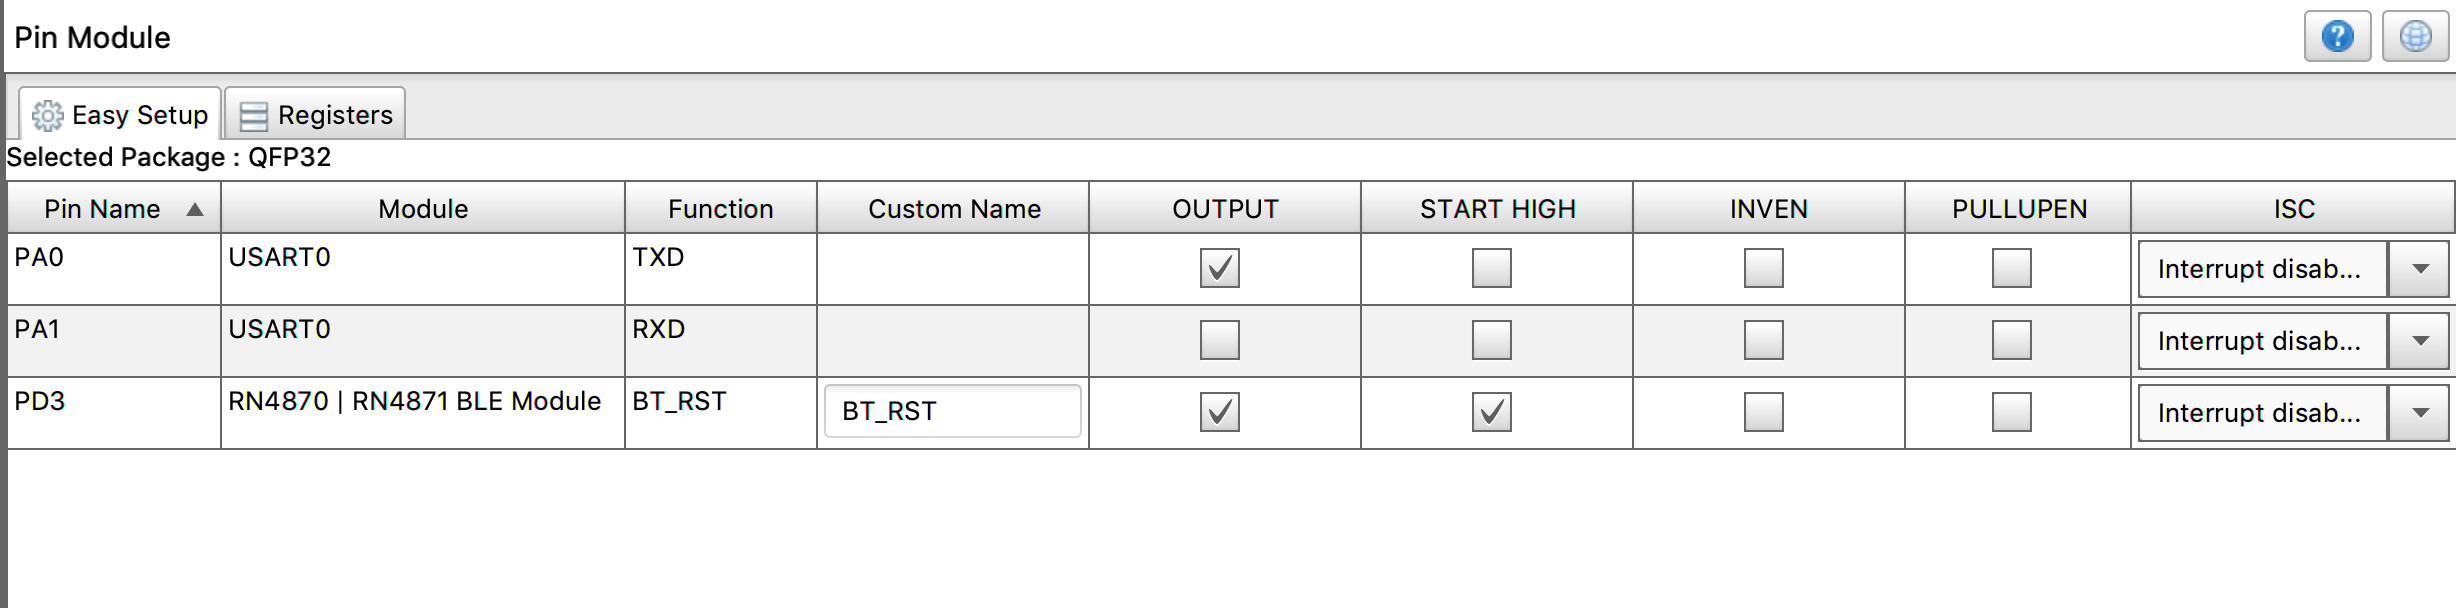 Pin Module
?
Easy Setup Registers
Selected Package : QFP32
Pin Name Module Function Custom Name OUTPUT START HIGH INVEN PULLUPEN ISC
PA0 USART0 TXD Interrupt disab...
PA1 USART0 RXD Interrupt disab...
PD3 RN4870 | RN4871 BLE Module BT_RST BT_RST Interrupt disab...